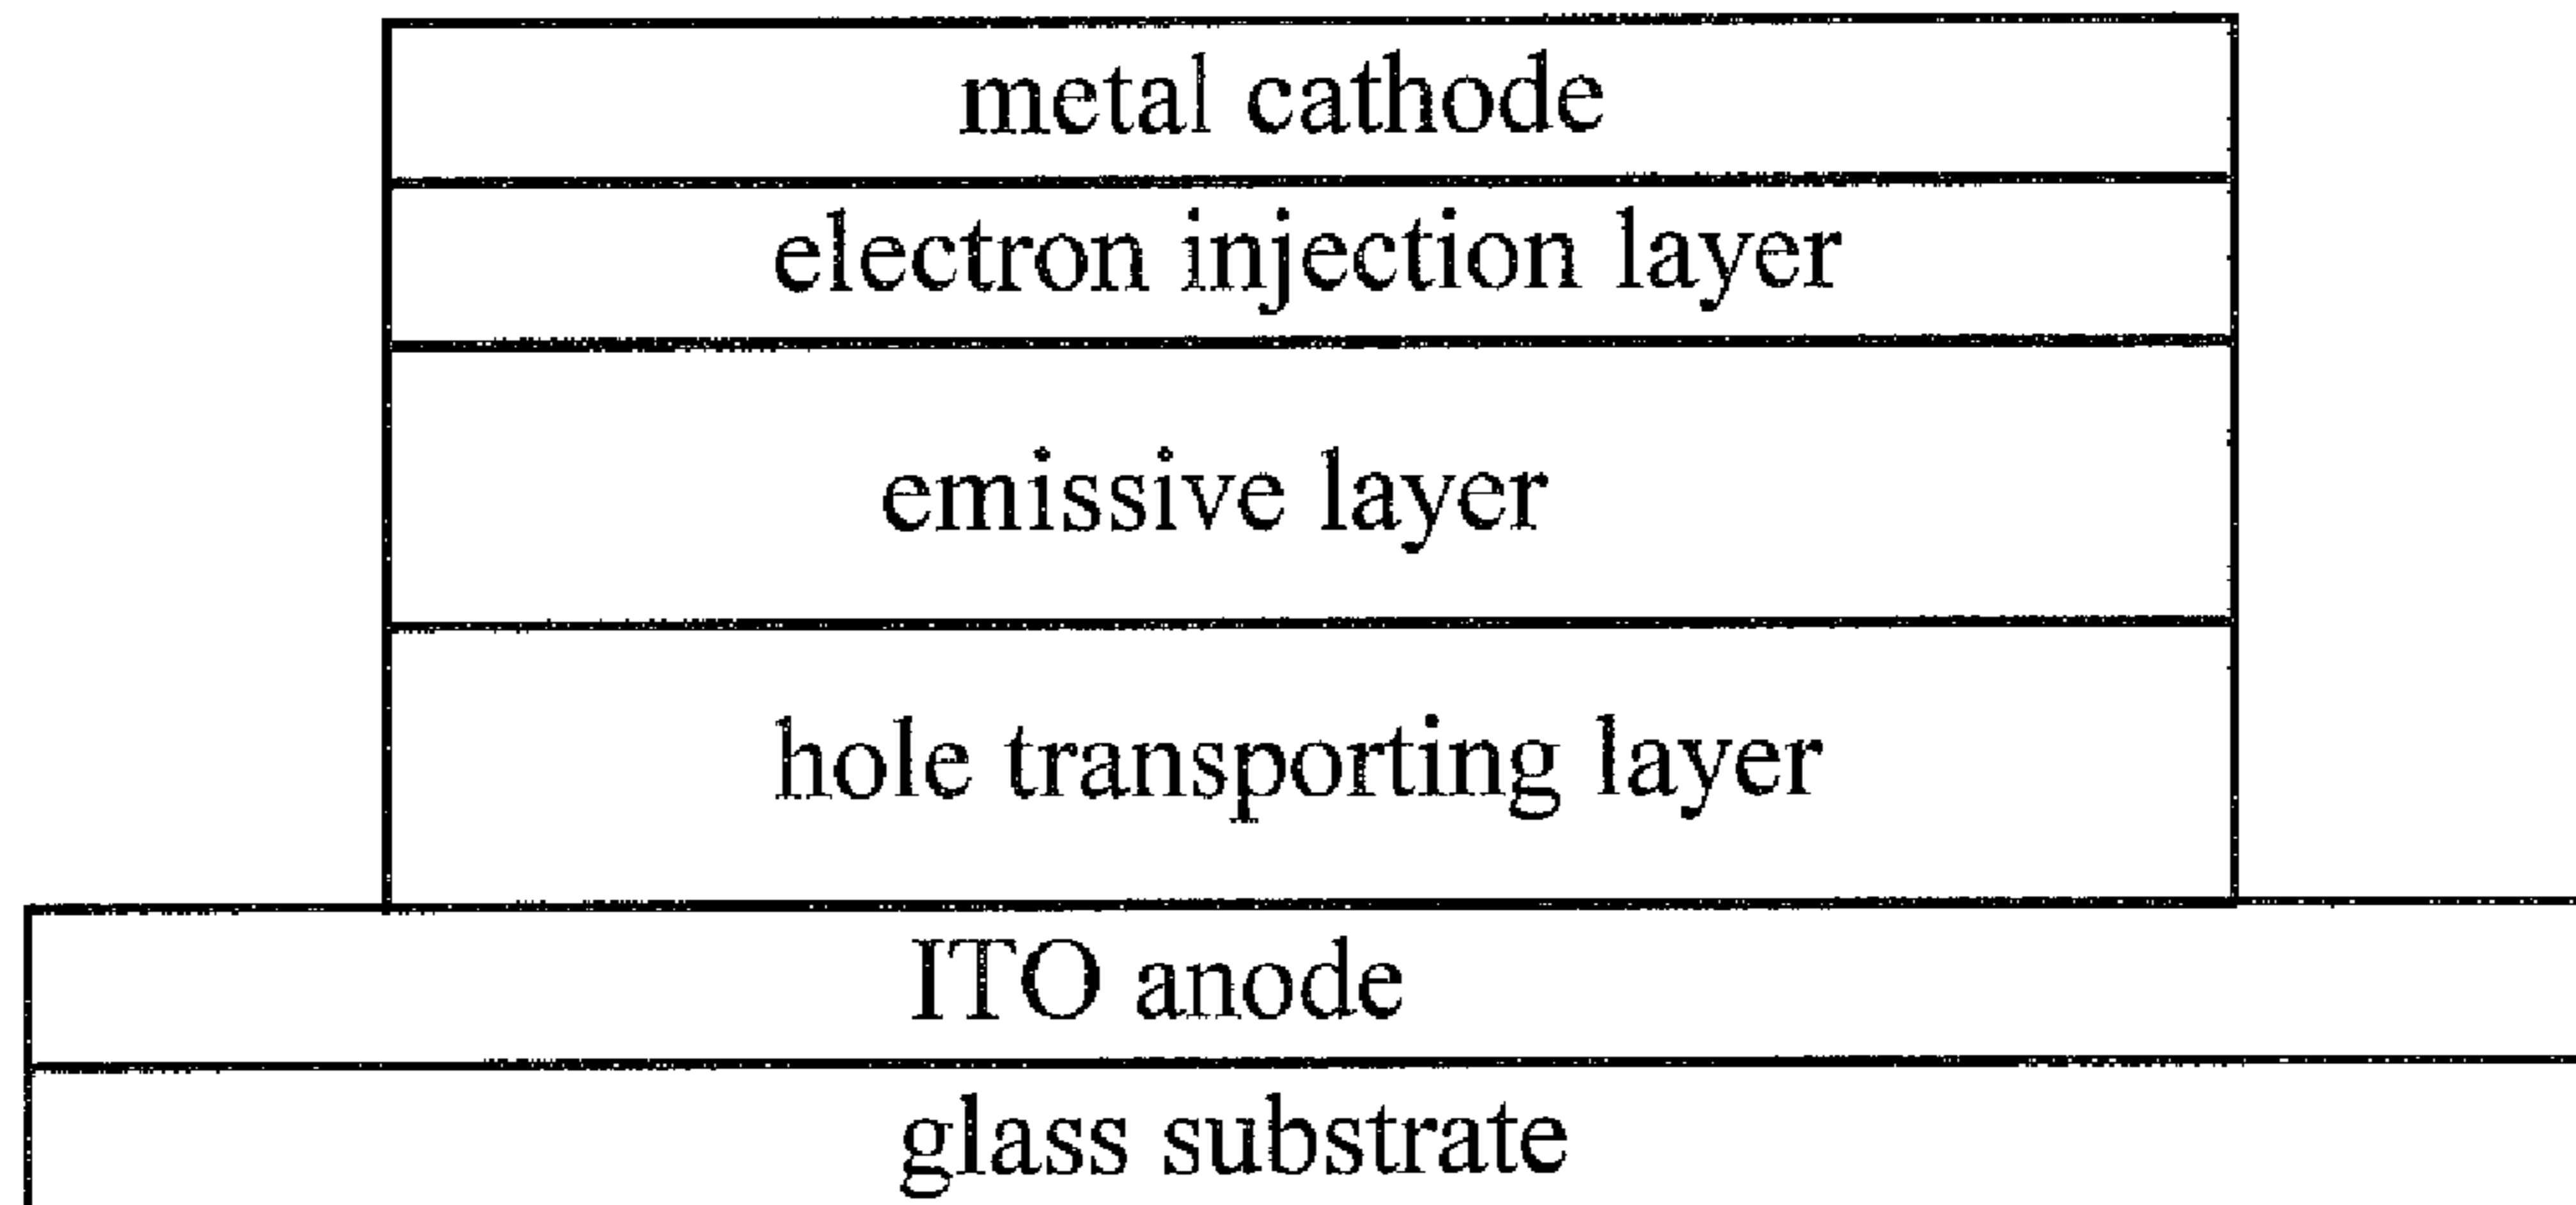 metal cathode
electron injection layer
emissive layer
hole transporting layer
ITO anode
glass substrate